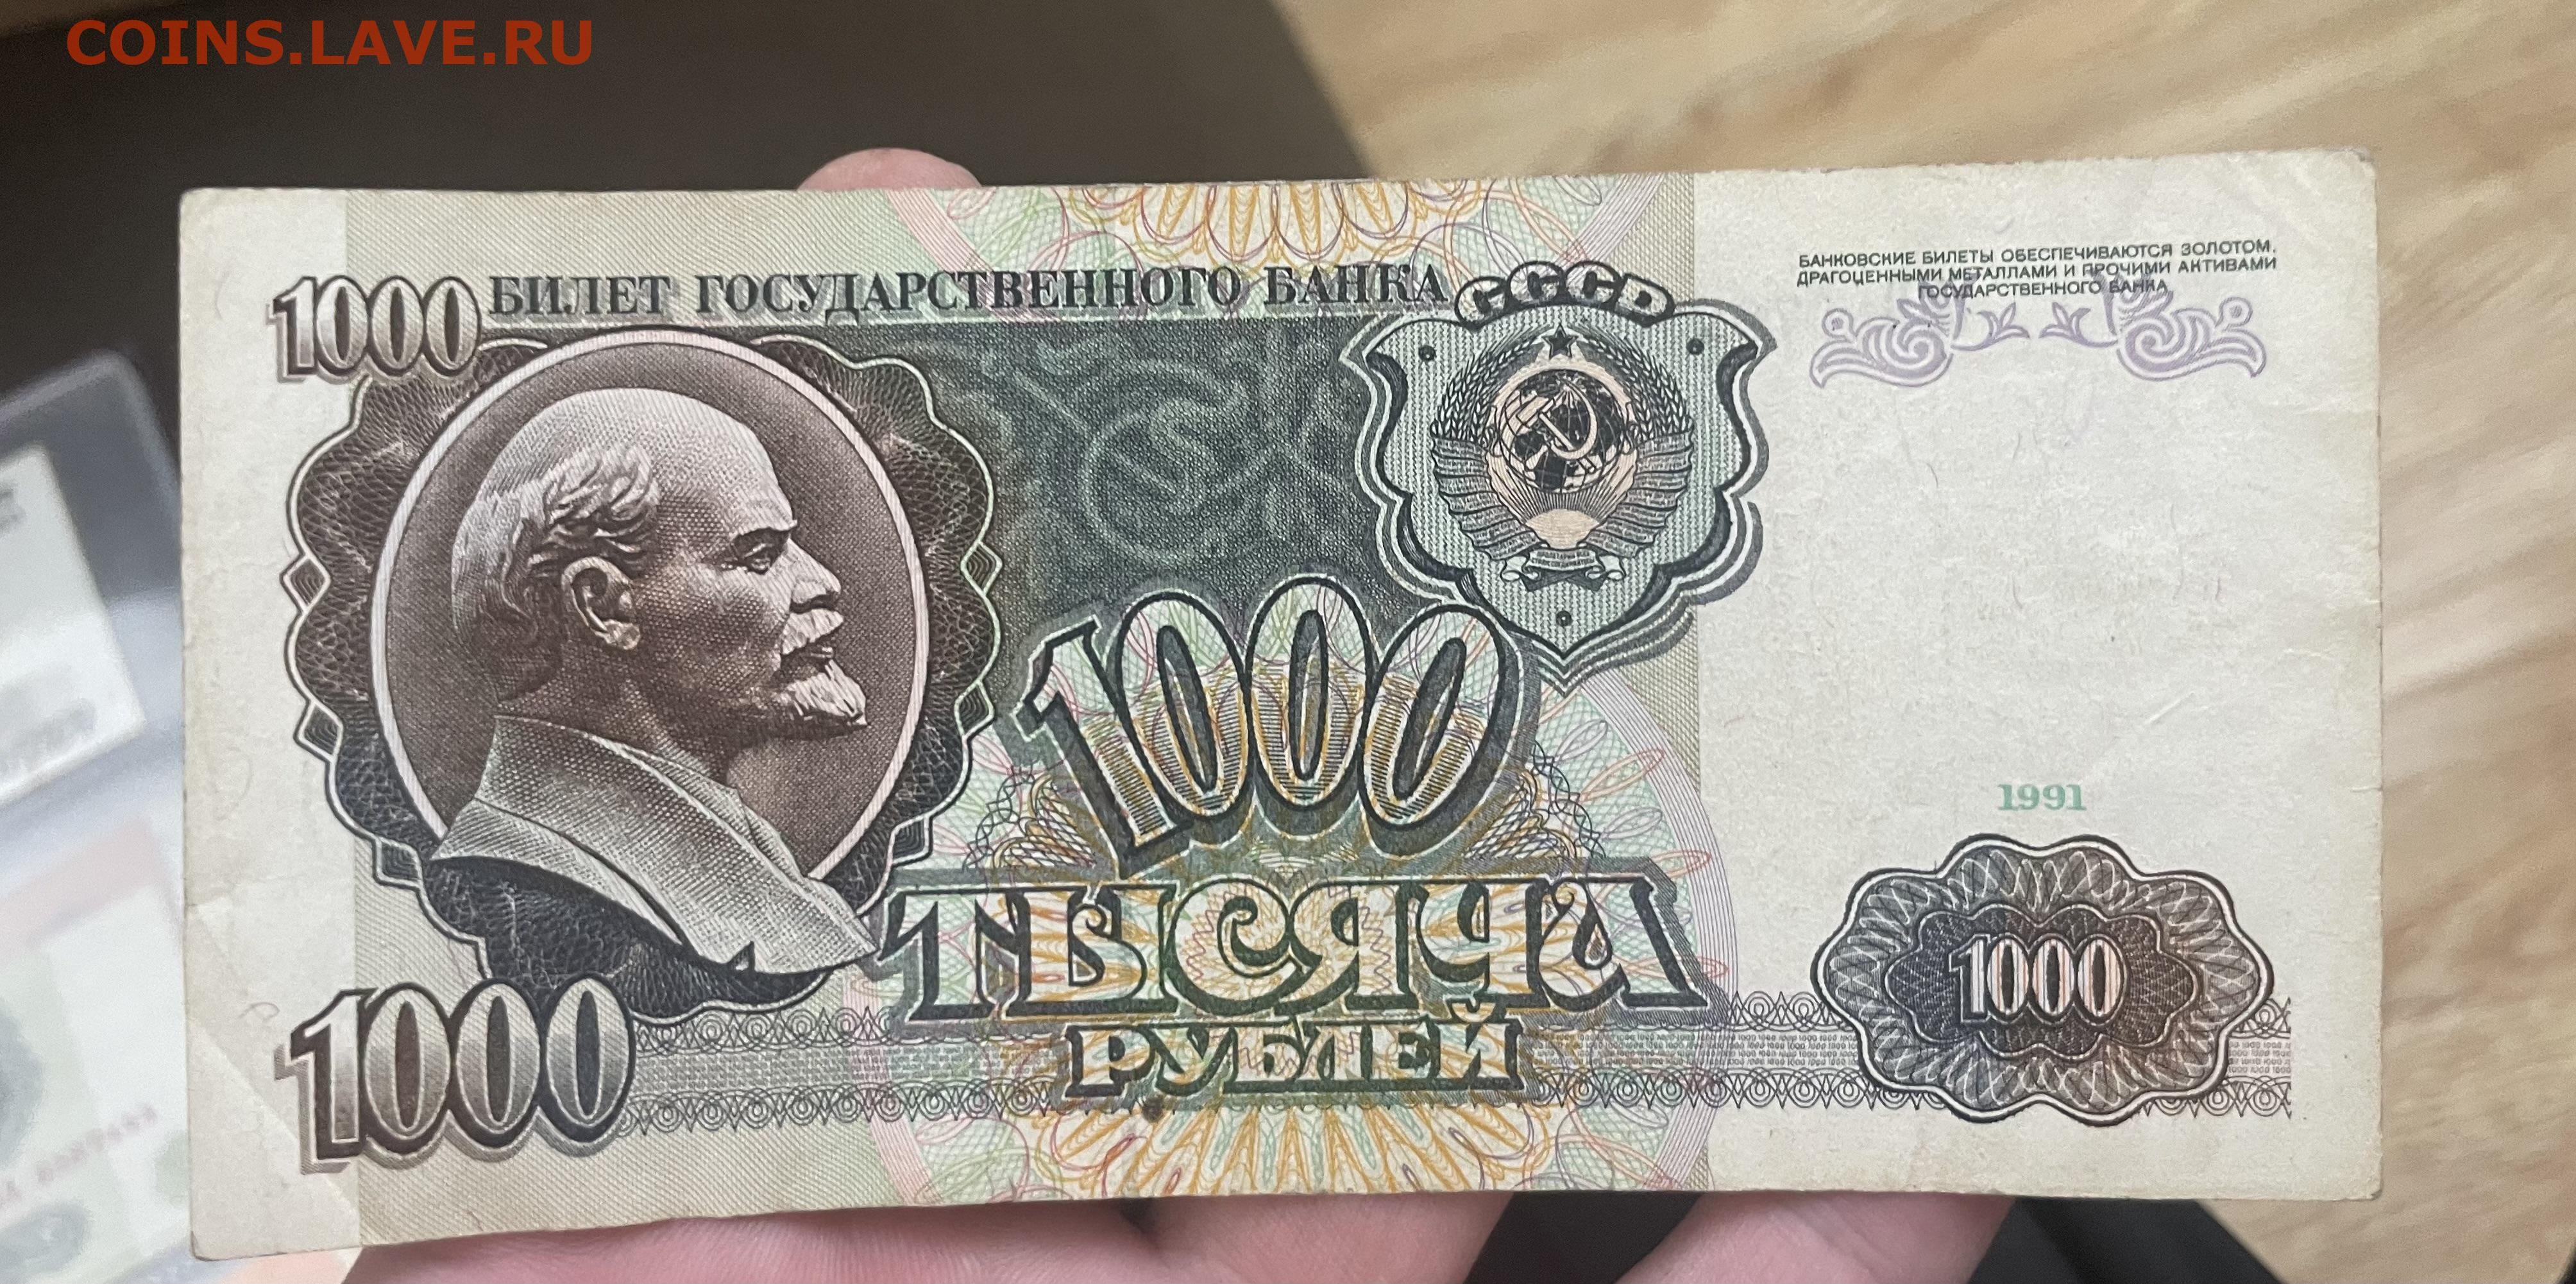 COINS.LAVE.RU
1000 БИЛЕТ ГОСУДАРСТВЕННОГО БАНКА СССР
БАНКОВСКИЕ БИЛЕТЫ ОБЕСПЕЧИВАЮТСЯ ЗОЛОТОМ,
ДРАГОЦЕННЫМИ МЕТАЛЛАМИ И ПРОЧИМИ АКТИВАМИ
ГОСУДАРСТВЕННОГО БАНКА
1000
1991
ТЫСЯЧА
1000
РУБЛЕЙ
1000